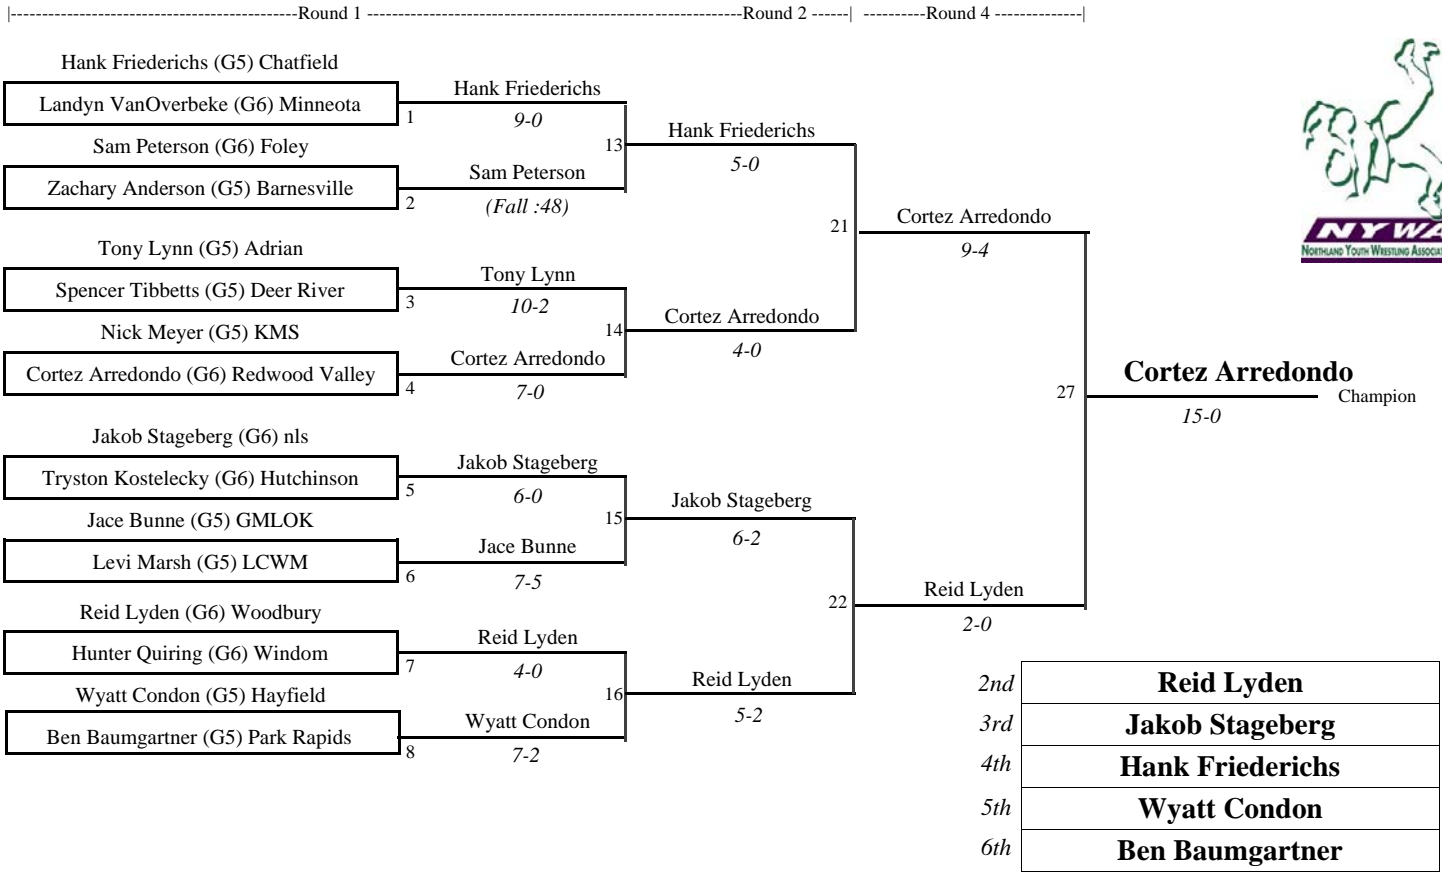 |----------------------------------------------Round 1 ------------------------------------------------------------Round 2 ------| ----------Round 4 --------------|
Hank Friederichs (G5) Chatfield
Landyn VanOverbeke (G6) Minneota
1
Sam Peterson (G6) Foley
Zachary Anderson (G5) Barnesville
2
Tony Lynn (G5) Adrian
Spencer Tibbetts (G5) Deer River
3
Nick Meyer (G5) KMS
Cortez Arredondo (G6) Redwood Valley
4
Jakob Stageberg (G6) nls
Tryston Kostelecky (G6) Hutchinson
5
Jace Bunne (G5) GMLOK
Levi Marsh (G5) LCWM
6
Reid Lyden (G6) Woodbury
Hunter Quiring (G6) Windom
7
Wyatt Condon (G5) Hayfield
Ben Baumgartner (G5) Park Rapids
8
Hank Friederichs
9-0
13
Sam Peterson
(Fall :48)
Tony Lynn
10-2
14
Cortez Arredondo
7-0
Jakob Stageberg
6-0
15
Jace Bunne
7-5
Reid Lyden
4-0
16
Wyatt Condon
7-2
Hank Friederichs
5-0
21
Cortez Arredondo
4-0
Jakob Stageberg
6-2
22
Reid Lyden
5-2
Cortez Arredondo
9-4
27
Reid Lyden
2-0
Cortez Arredondo
Champion
15-0
NYWA
Northland Youth Wrestling Associat
2nd Reid Lyden
3rd Jakob Stageberg
4th Hank Friederichs
5th Wyatt Condon
6th Ben Baumgartner